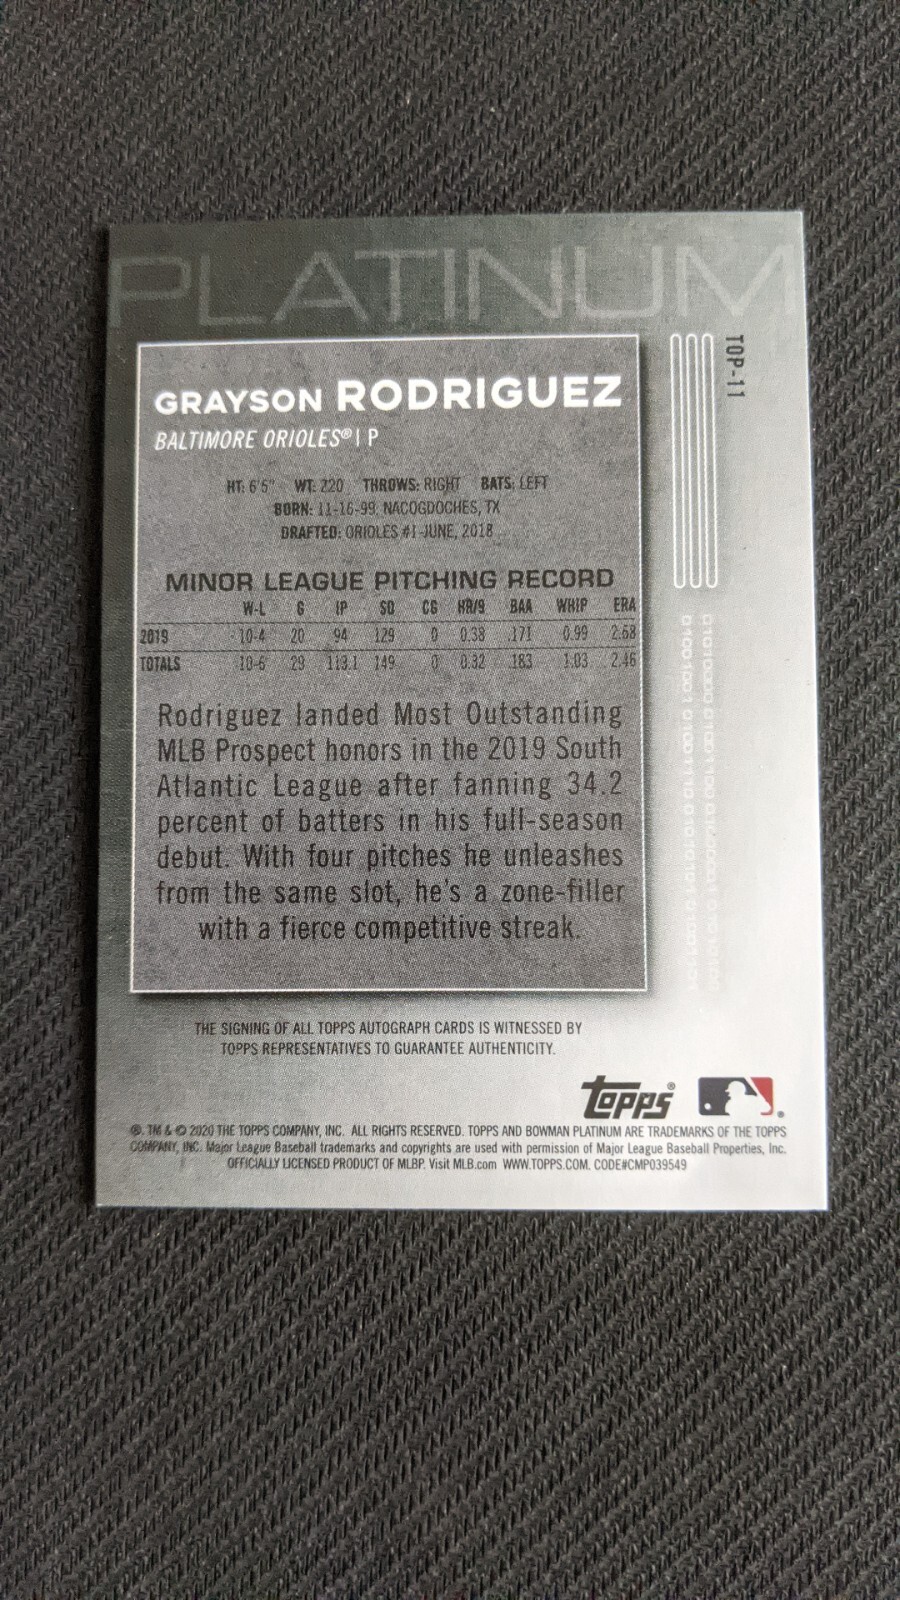 PLATINUM
TOP-11
GRAYSON RODRIGUEZ
BALTIMORE ORIOLES® | P
HT: 6'5" WT: 220 THROWS: RIGHT BATS: LEFT
BORN: 11-16-99, NACOGDOCHES, TX
DRAFTED: ORIOLES #1-JUNE, 2018
MINOR LEAGUE PITCHING RECORD
W-L G IP SO CG HR/9 BAA WHIP ERA
2019 10-4 20 94 129 0 0.38 .171 0.99 2.68
TOTALS 10-6 29 113.1 149 0 0.32 .183 1.03 2.46
Rodriguez landed Most Outstanding
MLB Prospect honors in the 2019 South
Atlantic League after fanning 34.2
percent of batters in his full-season
debut. With four pitches he unleashes
from the same slot, he's a zone-filler
with a fierce competitive streak.
THE SIGNING OF ALL TOPPS AUTOGRAPH CARDS IS WITNESSED BY
TOPPS REPRESENTATIVES TO GUARANTEE AUTHENTICITY.
Topps®
®, TM & © 2020 THE TOPPS COMPANY, INC. ALL RIGHTS RESERVED. TOPPS AND BOWMAN PLATINUM ARE TRADEMARKS OF THE TOPPS
COMPANY, INC. Major League Baseball trademarks and copyrights are used with permission of Major League Baseball Properties, Inc.
OFFICIALLY LICENSED PRODUCT OF MLBP. Visit MLB.com WWW.TOPPS.COM. CODE#CMP039549